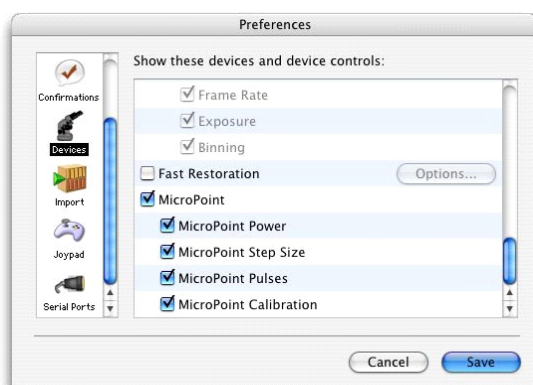 Preferences
Confirmations
Devices
Import
Joypad
Serial Ports
Show these devices and device controls:
Frame Rate
Exposure
Binning
Fast Restoration
Options...
MicroPoint
MicroPoint Power
MicroPoint Step Size
MicroPoint Pulses
MicroPoint Calibration
Cancel
Save